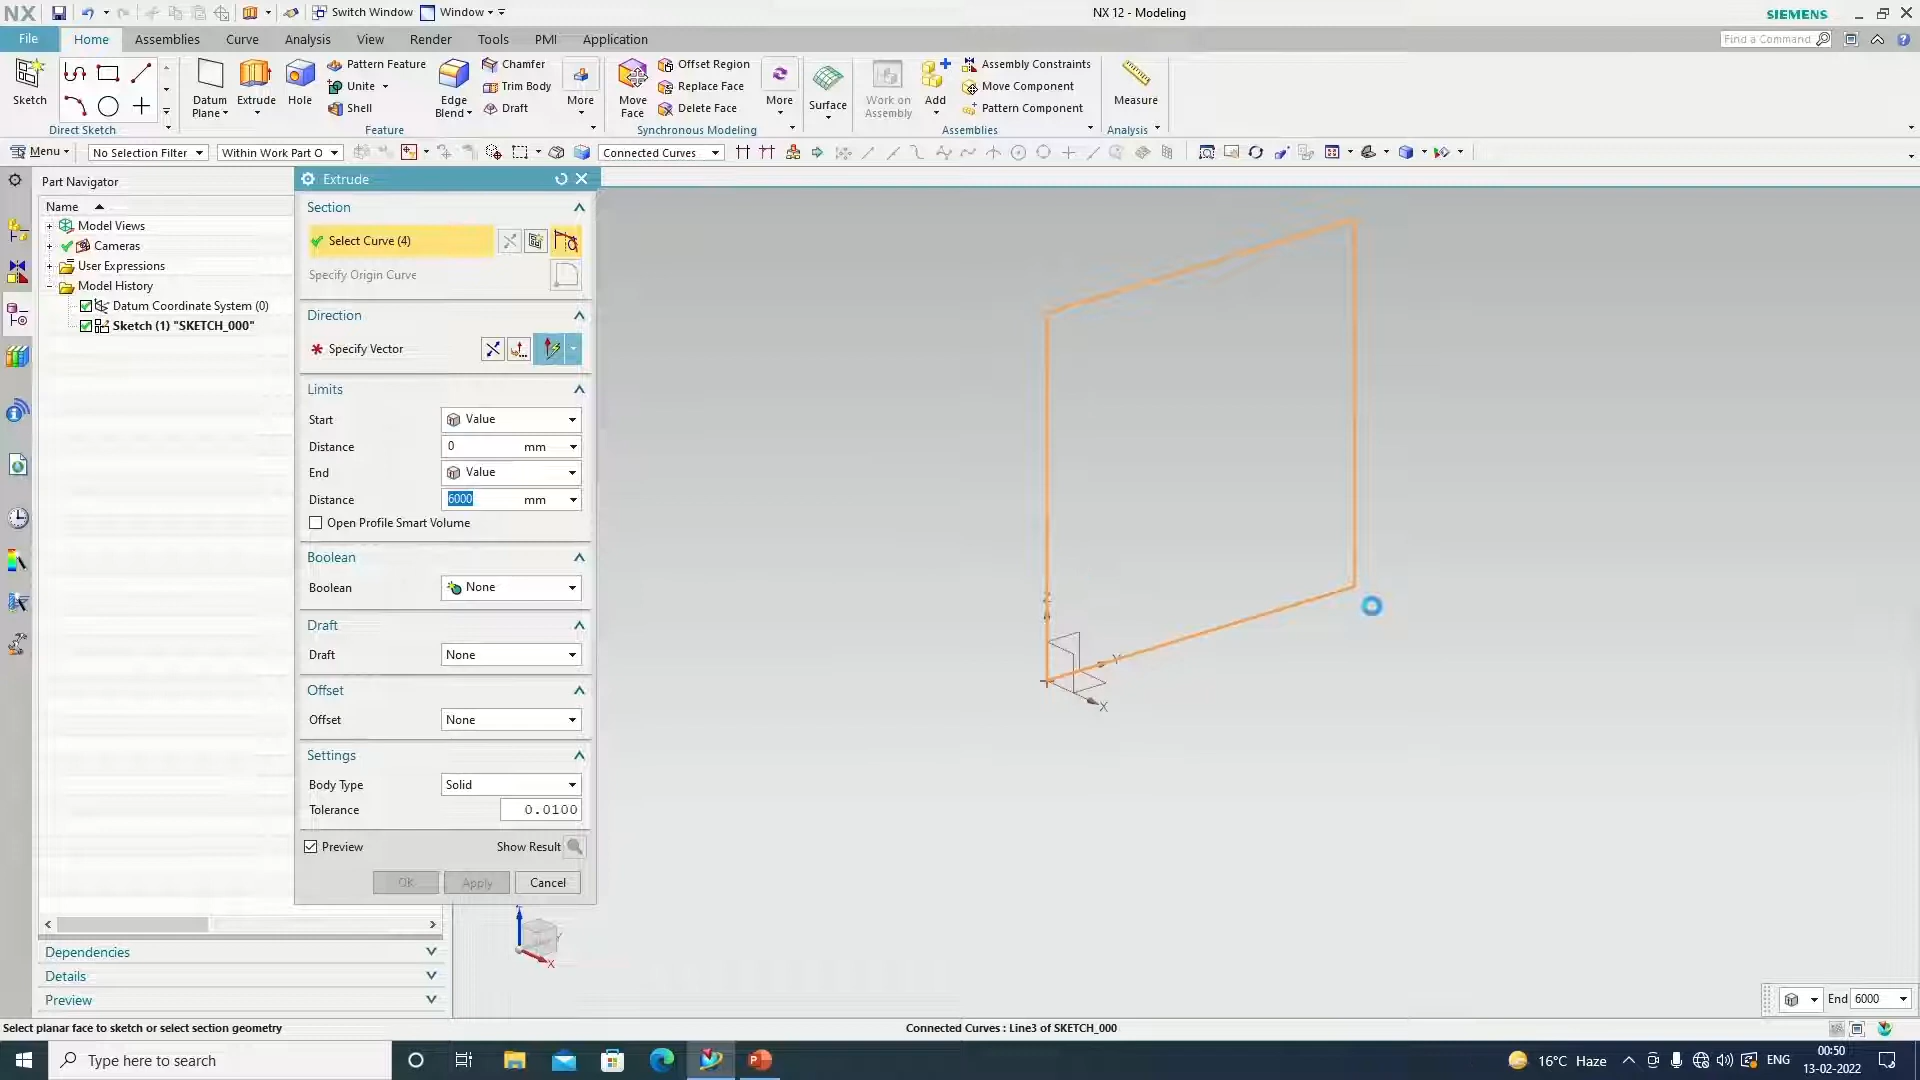 NX
Switch Window
Window
NX 12 - Modeling
SIEMENS
File
Home
Assemblies
Curve
Analysis
View
Render
Tools
PMI
Application
Find a Command
Sketch
Direct Sketch
Datum Plane
Extrude
Hole
Pattern Feature
Unite
Shell
Edge Blend
Chamfer
Trim Body
Draft
More
Feature
Move Face
Offset Region
Replace Face
Delete Face
More
Synchronous Modeling
Surface
Work on Assembly
Add
Assembly Constraints
Move Component
Pattern Component
Assemblies
Measure
Analysis
Menu
No Selection Filter
Within Work Part O
Connected Curves
Part Navigator
Name
Model Views
Cameras
User Expressions
Model History
Datum Coordinate System (0)
Sketch (1) "SKETCH_000"
Dependencies
Details
Preview
Extrude
Section
Select Curve (4)
Specify Origin Curve
Direction
Specify Vector
Limits
Start Value
Distance 0 mm
End Value
Distance 6000 mm
Open Profile Smart Volume
Boolean
Boolean None
Draft
Draft None
Offset
Offset None
Settings
Body Type Solid
Tolerance 0.0100
Preview
Show Result
OK Apply Cancel
Z
Y
X
Y
X
End 6000
Select planar face to sketch or select section geometry
Connected Curves : Line3 of SKETCH_000
Type here to search
16°C Haze
ENG
00:50
13-02-2022